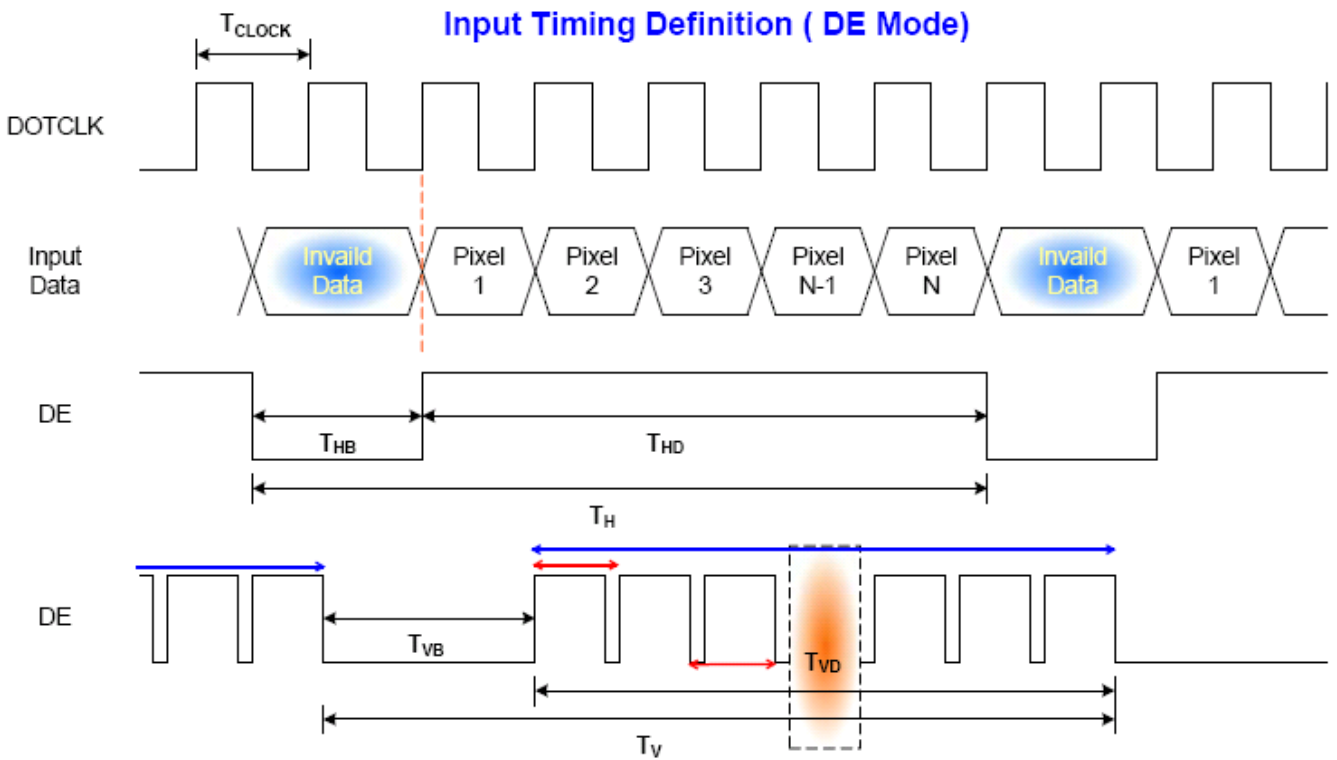 Input Timing Definition ( DE Mode)
TCLOCK
DOTCLK
Input
Data
Invaild
Data
Pixel
1
Pixel
2
Pixel
3
Pixel
N-1
Pixel
N
Invaild
Data
Pixel
1
DE
THB
THD
TH
DE
TVB
TVD
TV